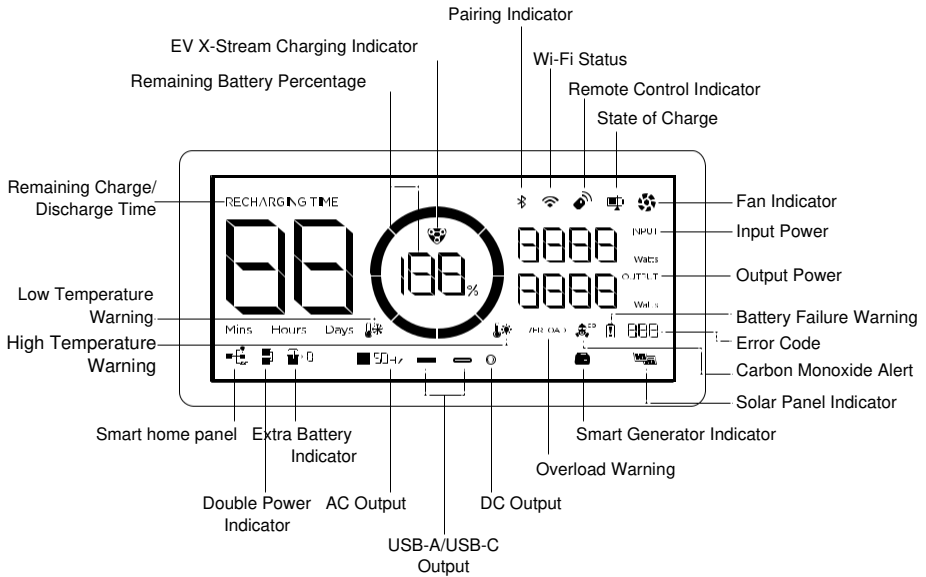 Pairing Indicator
EV X-Stream Charging Indicator
Wi-Fi Status
Remaining Battery Percentage
Remote Control Indicator
State of Charge
Remaining Charge/
Discharge Time
RECHARGING TIME
Fan Indicator
INPUT
Input Power
Watts
188%
OUTPUT
Output Power
Watts
Low Temperature
Warning
Battery Failure Warning
Mins Hours Days
888
High Temperature
Warning
Error Code
Carbon Monoxide Alert
50Hz
Solar Panel Indicator
Smart home panel
Extra Battery
Indicator
Smart Generator Indicator
Overload Warning
Double Power
Indicator
AC Output
DC Output
USB-A/USB-C
Output